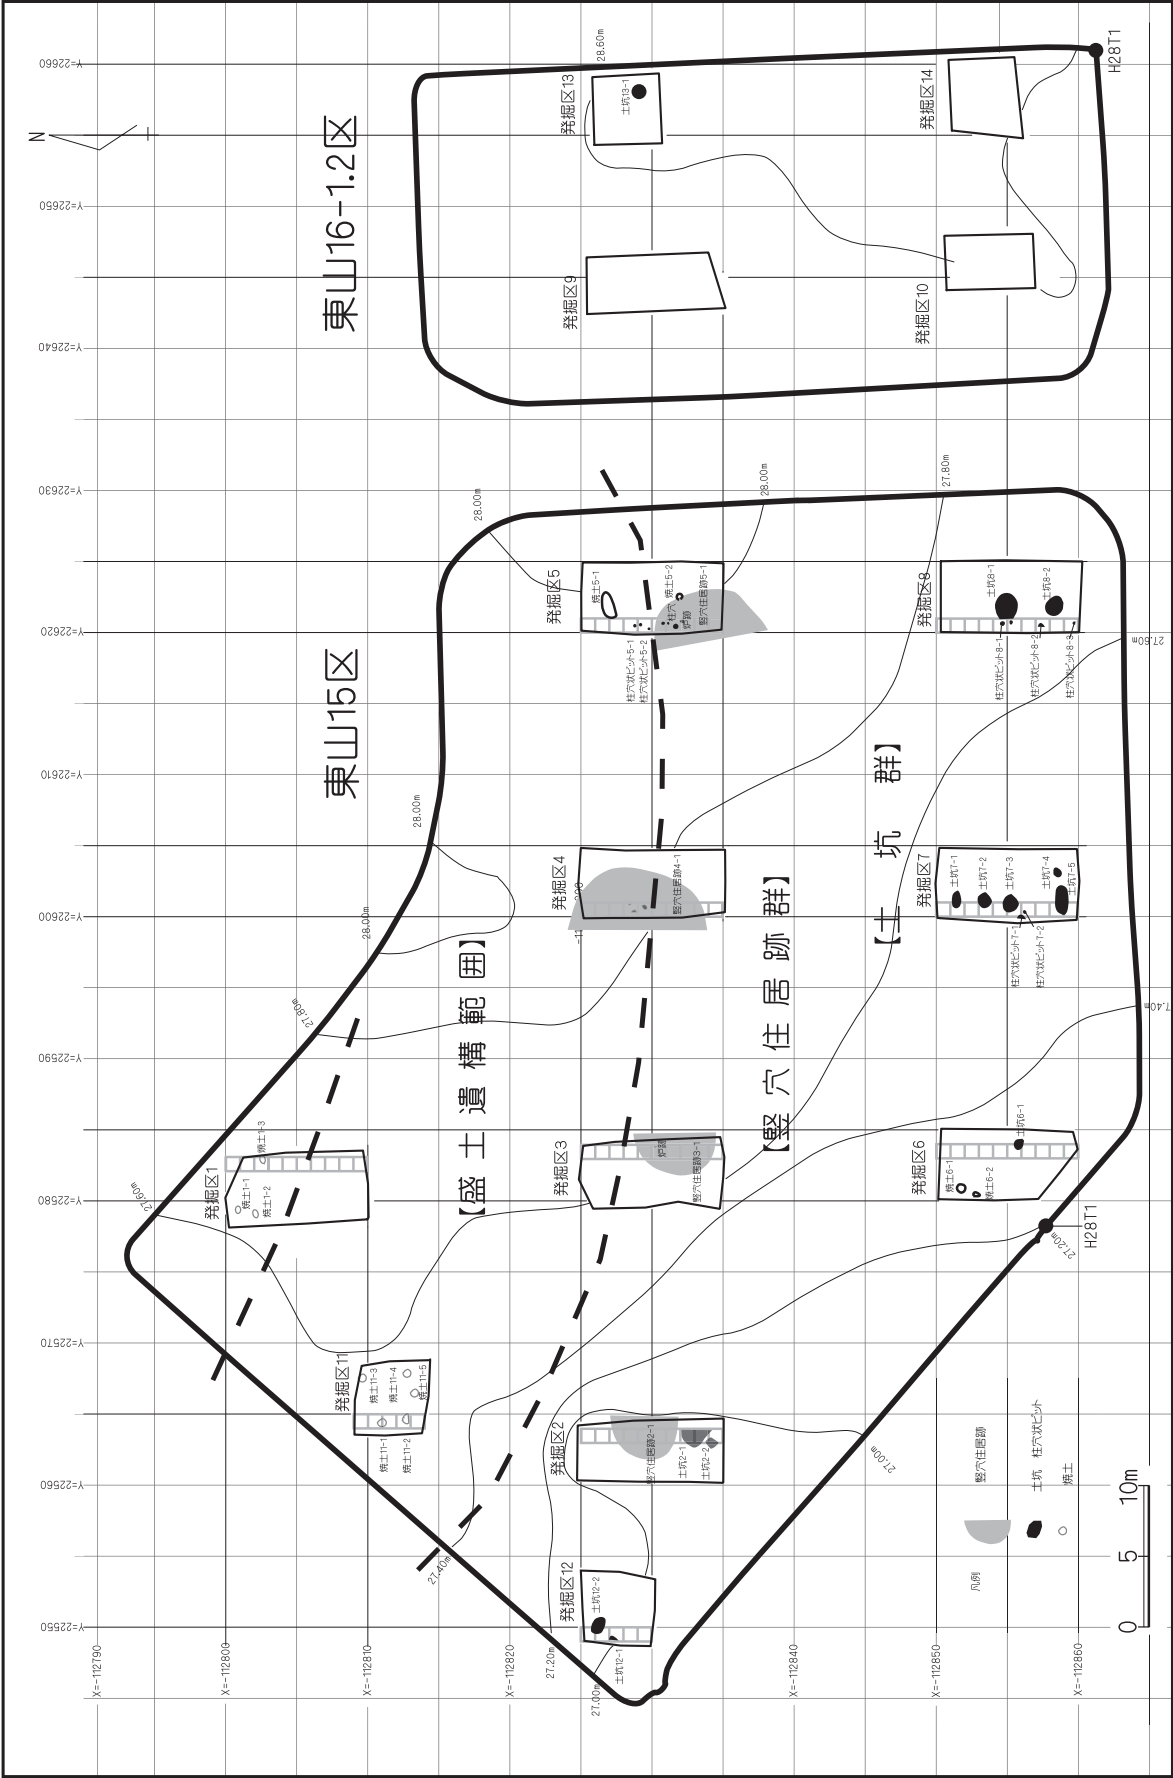 N
東山16-1.2区
東山15区
28.60m
発掘区13
土坑13-1
発掘区14
H28T1
発掘区9
発掘区10
28.00m
28.00m
27.80m
発掘区5
焼土5-1
焼土5-2
柱穴
炉跡
竪穴住居跡5-1
柱穴状ピット5-1
柱穴状ピット5-2
発掘区8
土坑8-1
土坑8-2
柱穴状ピット8-1
柱穴状ピット8-2
柱穴状ピット8-3
27.60m
28.00m
28.00m
発掘区4
竪穴住居跡4-1
発掘区7
土坑7-1
土坑7-2
土坑7-3
土坑7-4
土坑7-5
柱穴状ピット7-1
柱穴状ピット7-2
【盛土遺構範囲】
【竪穴住居跡群】
【土坑群】
27.80m
7.40m
27.60m
発掘区1
焼土1-1
焼土1-2
焼土1-3
発掘区3
炉跡
竪穴住居跡3-1
発掘区6
焼土6-1
焼土6-2
土坑6-1
27.20m
H28T1
発掘区11
焼土11-3
焼土11-4
焼土11-5
焼土11-1
焼土11-2
発掘区2
竪穴住居跡2-1
土坑2-1
土坑2-2
27.00m
27.40m
発掘区12
土坑12-2
土坑12-1
27.20m
27.00m
凡例
竪穴住居跡
土坑 柱穴状ピット
焼土
0 5 10m
Y=-22660
Y=-22650
Y=-22640
Y=-22630
Y=-22620
Y=-22610
Y=-22600
Y=-22590
Y=-22580
Y=-22570
Y=-22560
Y=-22550
X=-112790
X=-112800
X=-112810
X=-112820
X=-112840
X=-112850
X=-112860